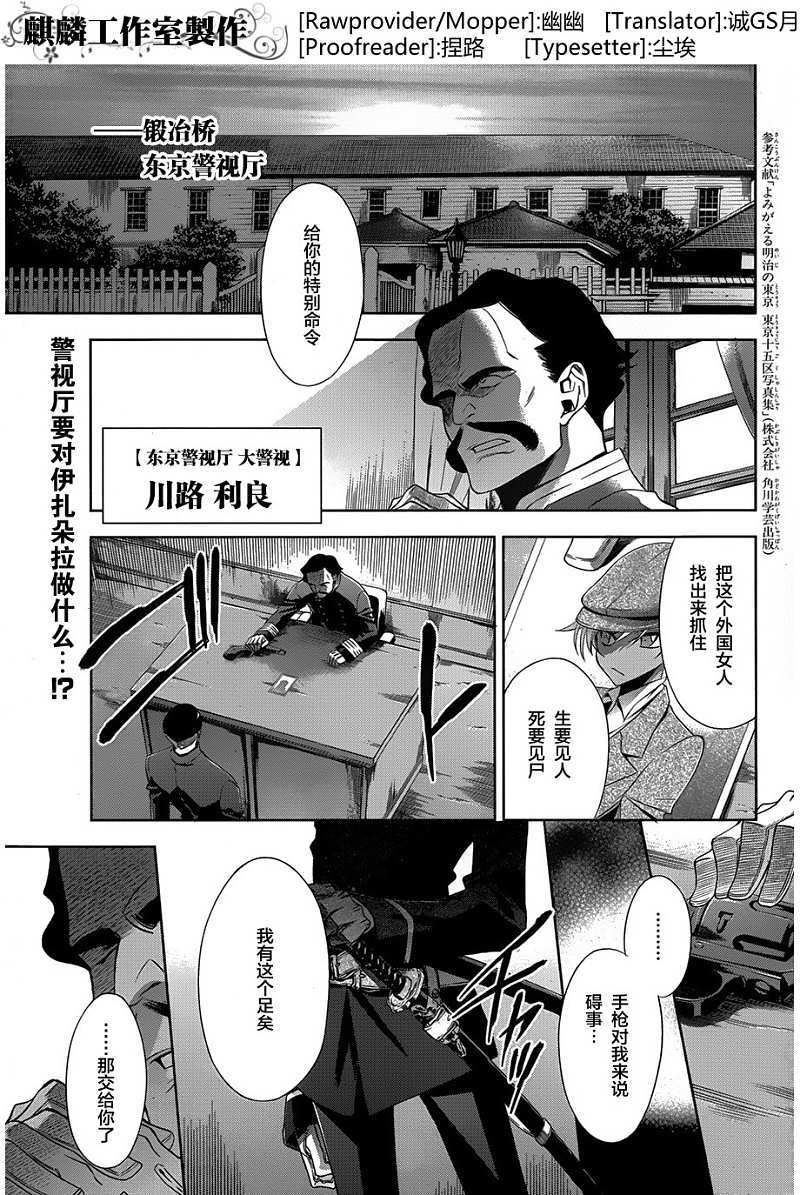 麒麟工作室製作
[Rawprovider/Mopper]:幽幽 [Translator]:诚GS月
[Proofreader]:捏路 [Typesetter]:尘埃
——锻冶桥
东京警视厅
参考文献「よみがえる明治の東京 東京十五区写真集」(株式会社 角川学芸出版)
给你的特别命令
警视厅要对伊扎朵拉做什么…!?
【东京警视厅 大警视】
川路 利良
把这个外国女人
找出来抓住
生要见人
死要见尸
………
手枪对我来说
碍事…
我有这个足矣
………
那交给你了